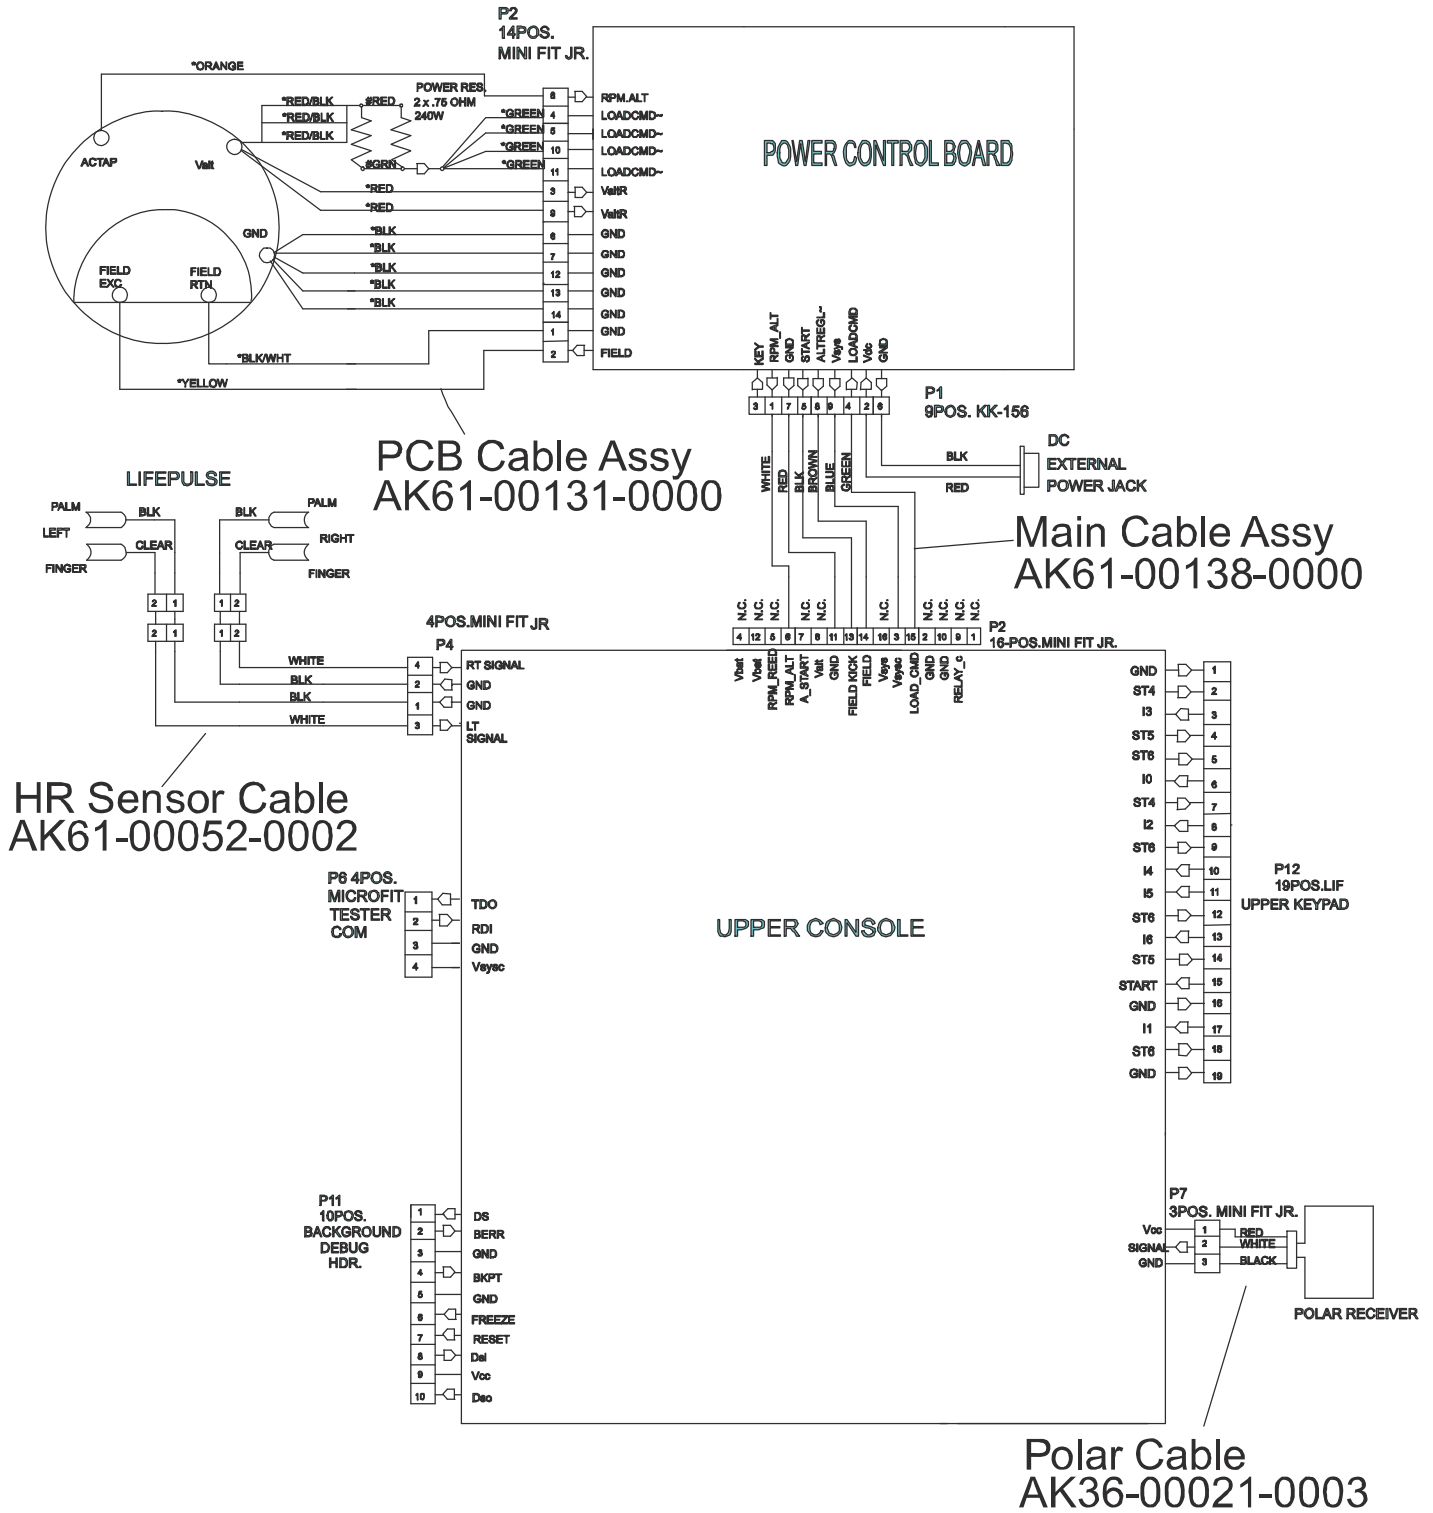 P2
14POS.
MINI FIT JR.
*ORANGE
POWER RES.
2 x .75 OHM
240W
*RED/BLK
*RED/BLK
*RED/BLK
#RED
#GRN
*GREEN
*GREEN
*GREEN
*GREEN
ACTAP
Valt
GND
FIELD
EXC
FIELD
RTN
*RED
*RED
*BLK
*BLK
*BLK
*BLK
*BLK
*BLK/WHT
*YELLOW
8 RPM.ALT
4 LOADCMD~
5 LOADCMD~
10 LOADCMD~
11 LOADCMD~
3 ValtR
9 ValtR
6 GND
7 GND
12 GND
13 GND
14 GND
1 GND
2 FIELD
POWER CONTROL BOARD
KEY
RPM_ALT
GND
START
ALTREGL~
Vsys
LOADCMD
Vdc
GND
3 1 7 5 8 9 4 2 6
P1
9POS. KK-156
WHITE
RED
BLK
BROWN
BLUE
GREEN
BLK
RED
DC
EXTERNAL
POWER JACK
PCB Cable Assy
AK61-00131-0000
Main Cable Assy
AK61-00138-0000
LIFEPULSE
PALM
BLK
LEFT
CLEAR
FINGER
BLK
PALM
RIGHT
CLEAR
FINGER
2 1
1 2
2 1
1 2
4POS.MINI FIT JR
P4
WHITE
BLK
BLK
WHITE
4 RT SIGNAL
2 GND
1 GND
3 LT
SIGNAL
HR Sensor Cable
AK61-00052-0002
N.C.
N.C.
N.C.
N.C.
N.C.
N.C.
N.C.
N.C.
N.C.
N.C.
4 12 5 6 7 8 11 13 14 16 3 15 2 10 9 1
P2
16-POS.MINI FIT JR.
Vbat
Vbat
RPM_REED
RPM_ALT
A_START
Valt
GND
FIELD KICK
FIELD
Vsys
Vsysc
LOAD_CMD
GND
GND
RELAY_c
UPPER CONSOLE
GND 1
ST4 2
I3 3
ST5 4
ST6 5
I0 6
ST4 7
I2 8
ST6 9
I4 10
I5 11
ST6 12
I6 13
ST5 14
START 15
GND 16
I1 17
ST6 18
GND 19
P12
19POS.LIF
UPPER KEYPAD
P6 4POS.
MICROFIT
TESTER
COM
1 TDO
2 RDI
3 GND
4 Vsysc
P11
10POS.
BACKGROUND
DEBUG
HDR.
1 DS
2 BERR
3 GND
4 BKPT
5 GND
6 FREEZE
7 RESET
8 Dsi
9 Vcc
10 Dso
P7
3POS. MINI FIT JR.
Vcc 1 RED
SIGNAL 2 WHITE
GND 3 BLACK
POLAR RECEIVER
Polar Cable
AK36-00021-0003